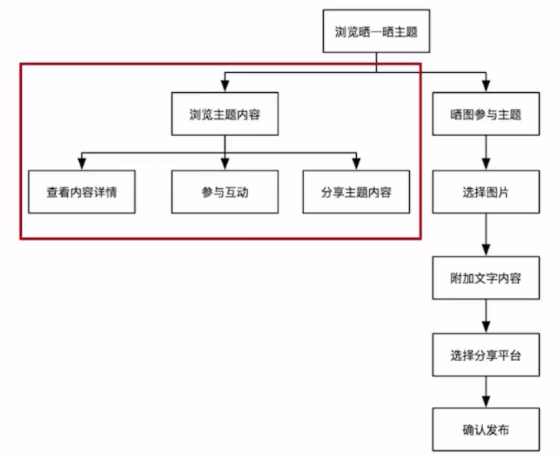 浏览晒一晒主题
浏览主题内容
晒图参与主题
查看内容详情
参与互动
分享主题内容
选择图片
附加文字内容
选择分享平台
确认发布